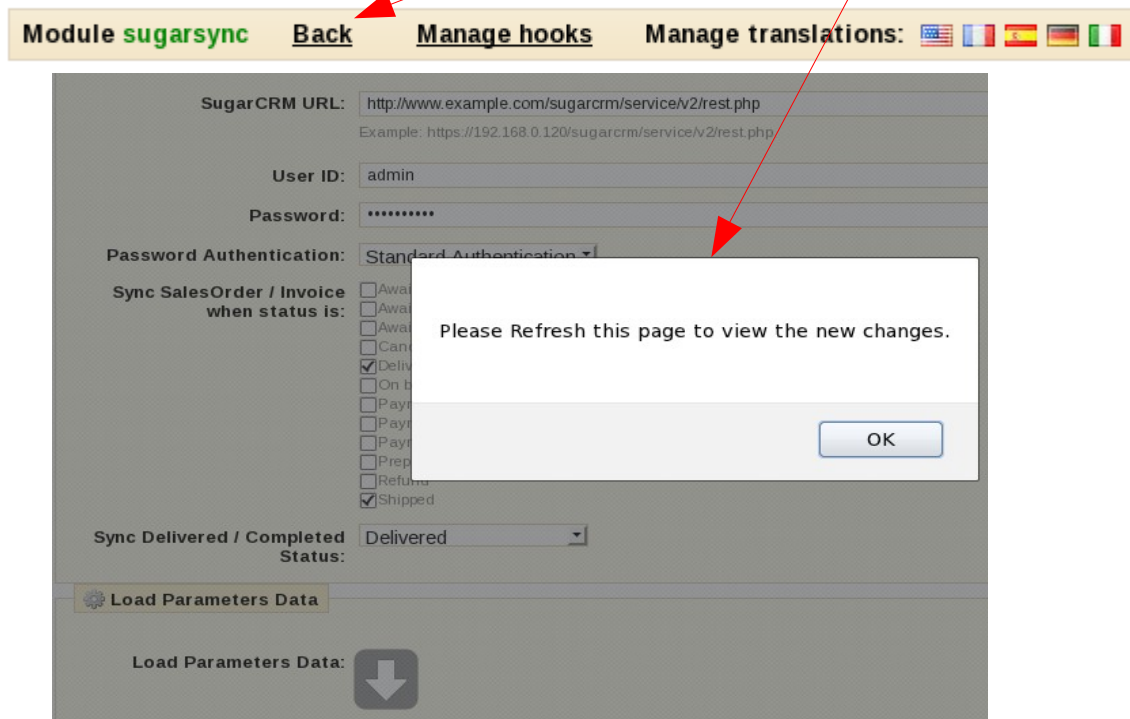 Module sugarsync Back Manage hooks Manage translations:
SugarCRM URL: http://www.example.com/sugarcrm/service/v2/rest.php
Example: https://192.168.0.120/sugarcrm/service/v2/rest.php
User ID: admin
Password: ••••••••••
Password Authentication: Standard Authentication
Sync SalesOrder / Invoice
when status is:
Refund
Shipped
Please Refresh this page to view the new changes.
OK
Sync Delivered / Completed Delivered
Status:
Load Parameters Data
Load Parameters Data: